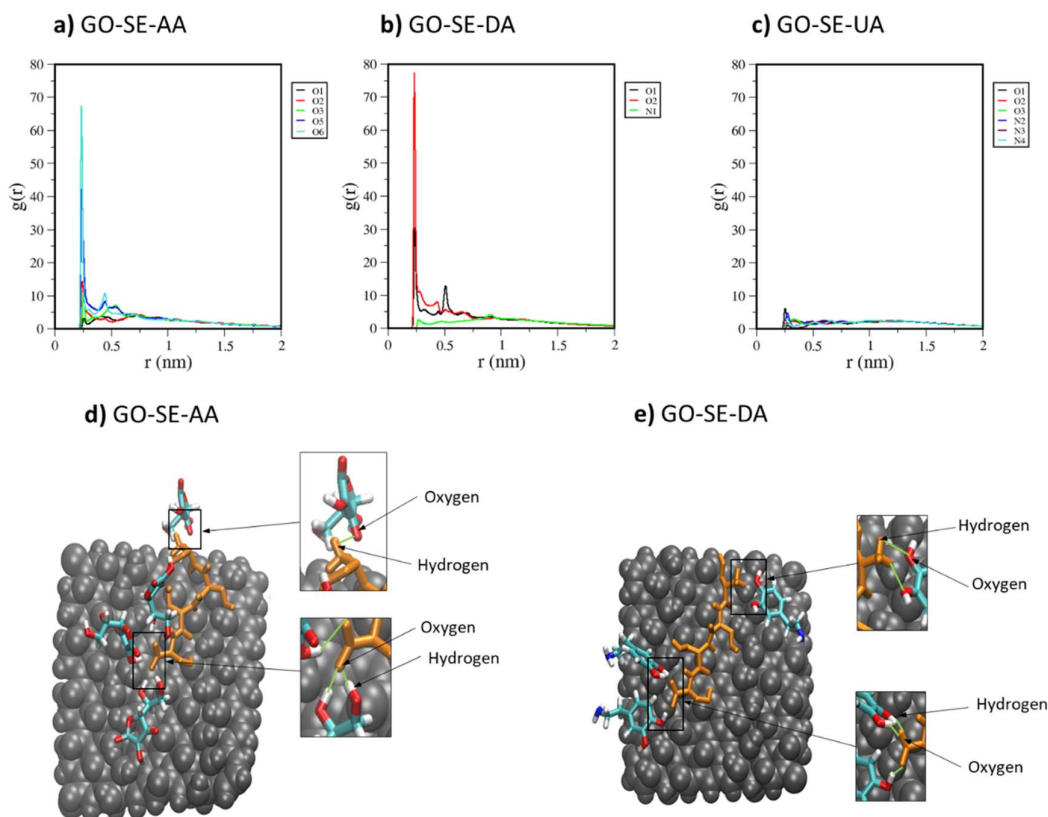 a) GO-SE-AA
b) GO-SE-DA
c) GO-SE-UA
80
70
60
50
40
30
20
10
0
g(r)
0
0.5
1
1.5
2
r (nm)
O1
O2
O3
O5
O6
80
70
60
50
40
30
20
10
0
g(r)
0
0.5
1
1.5
2
r (nm)
O1
O2
N1
80
70
60
50
40
30
20
10
0
g(r)
0
0.5
1
1.5
2
r (nm)
O1
O2
O3
N2
N3
N4
d) GO-SE-AA
Oxygen
Hydrogen
Oxygen
Hydrogen
e) GO-SE-DA
Hydrogen
Oxygen
Hydrogen
Oxygen